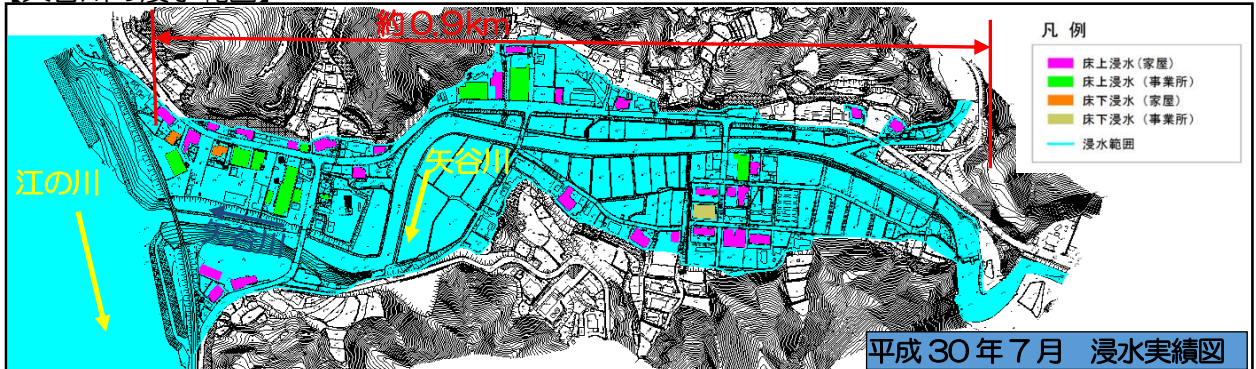 約0.9km
凡 例
床上浸水(家屋)
床上浸水(事業所)
床下浸水(家屋)
床下浸水(事業所)
浸水範囲
江の川
矢谷川
平成30年7月 浸水実績図